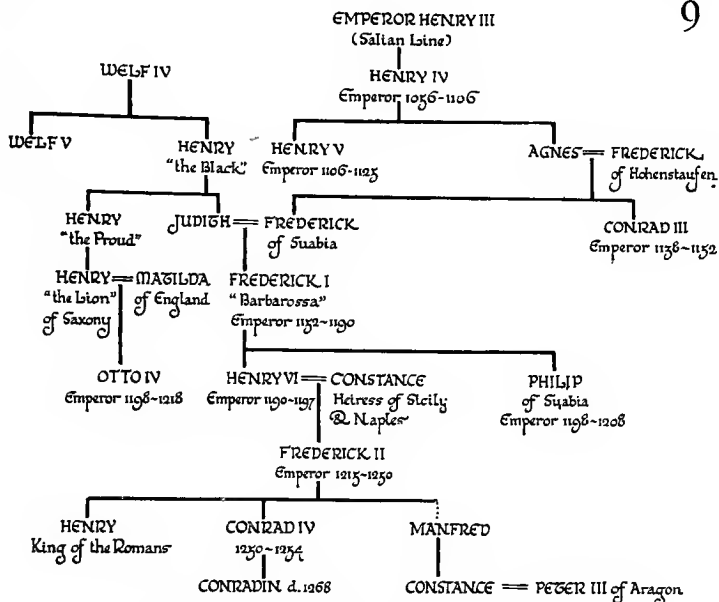 9
EMPEROR HENRY III
(Salian Line)
WELF IV
HENRY IV
Emperor 1056-1106
WELF V
HENRY
"the Black"
HENRY V
Emperor 1106-1125
AGNES = FREDERICK
of Hohenstaufen
HENRY
"the Proud"
JUDITH = FREDERICK
of Suabia
CONRAD III
Emperor 1138-1152
HENRY = MATILDA
"the Lion" of England
of Saxony
FREDERICK I
"Barbarossa"
Emperor 1152-1190
OTTO IV
Emperor 1198-1218
HENRY VI = CONSTANCE
Emperor 1190-1197 Heiress of Sicily
& Naples
PHILIP
of Suabia
Emperor 1198-1208
FREDERICK II
Emperor 1215-1250
HENRY
King of the Romans
CONRAD IV
1250-1254
MANFRED
CONRADIN d. 1268
CONSTANCE = PETER III of Aragon